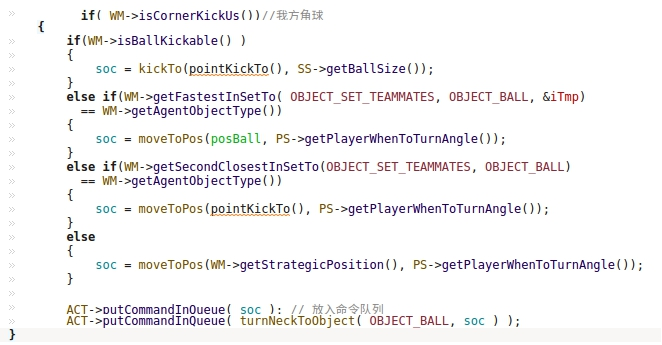 if( WM->isCornerKickUs())//我方角球
{
if(WM->isBallKickable() )
{
soc = kickTo(pointKickTo(), SS->getBallSize());
}
else if(WM->getFastestInSetTo( OBJECT_SET_TEAMMATES, OBJECT_BALL, &iTmp)
== WM->getAgentObjectType())
{
soc = moveToPos(posBall, PS->getPlayerWhenToTurnAngle());
}
else if(WM->getSecondClosestInSetTo(OBJECT_SET_TEAMMATES, OBJECT_BALL)
== WM->getAgentObjectType())
{
soc = moveToPos(pointKickTo(), PS->getPlayerWhenToTurnAngle());
}
else
{
soc = moveToPos(WM->getStrategicPosition(), PS->getPlayerWhenToTurnAngle());
}
ACT->putCommandInQueue( soc ); // 放入命令队列
ACT->putCommandInQueue( turnNeckToObject( OBJECT_BALL, soc ) );
}